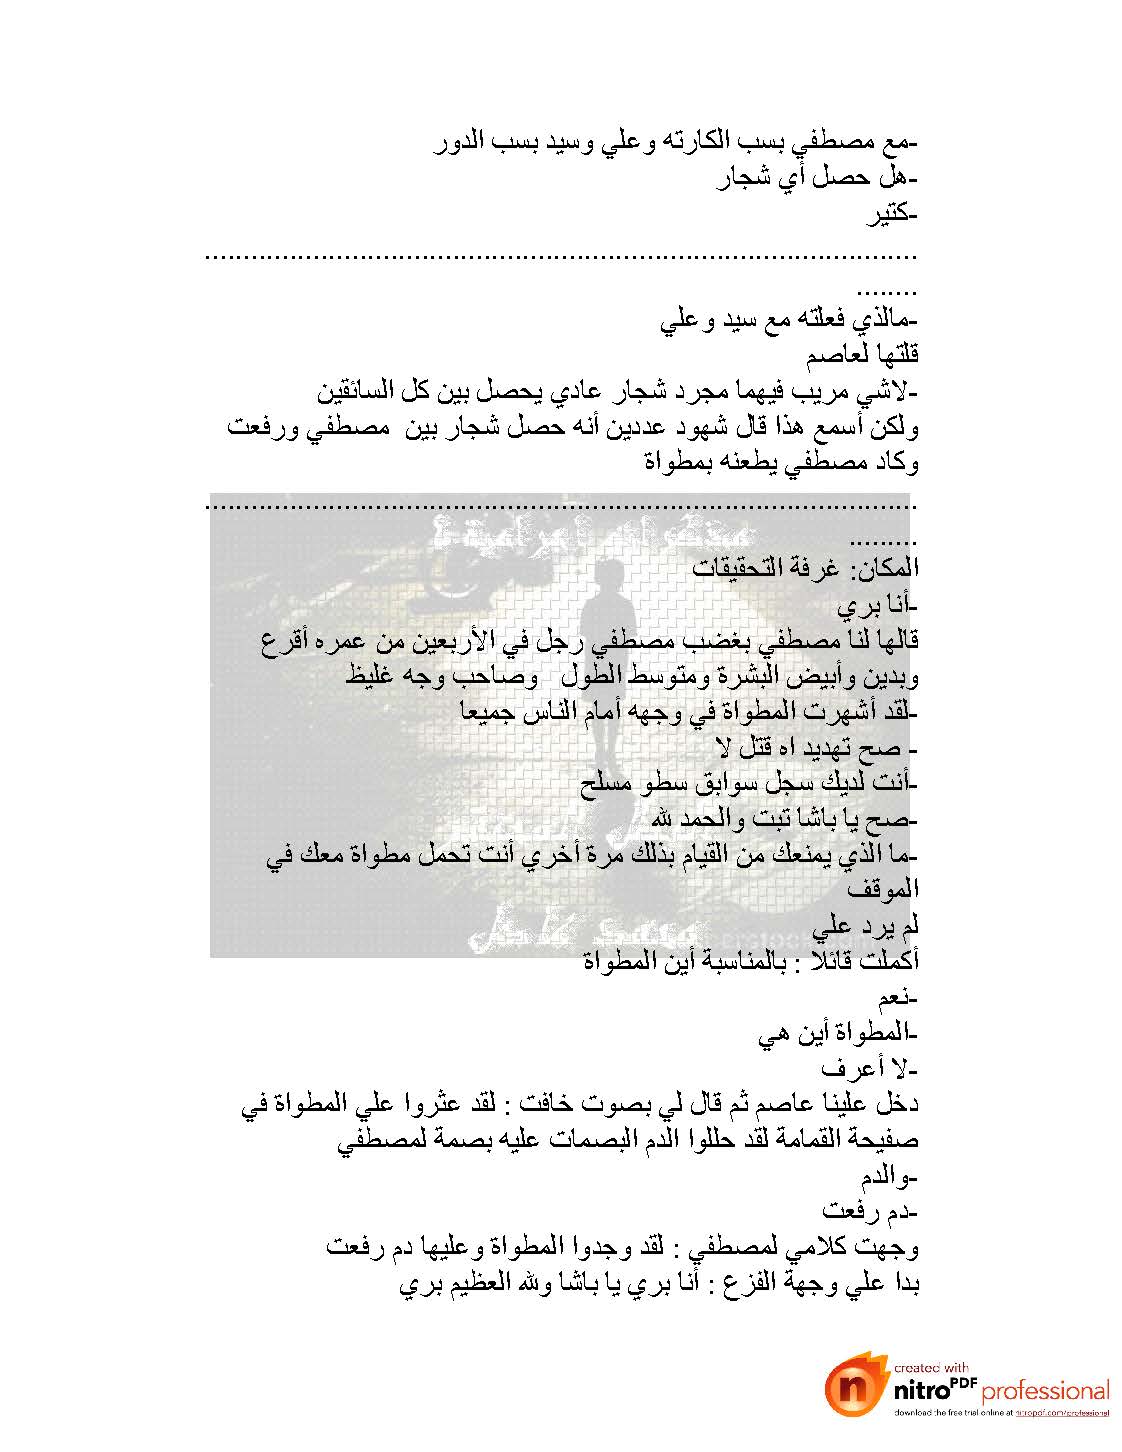 -مع مصطفي بسب الكارته وعلي وسيد بسب الدور
-هل حصل أي شجار
-كتير
............................................................................................
........
-مالذي فعلته مع سيد وعلي
قلتها لعاصم
-لاشي مريب فيهما مجرد شجار عادي يحصل بين كل السائقين
ولكن أسمع هذا قال شهود عددين أنه حصل شجار بين مصطفي ورفعت
وكاد مصطفي يطعنه بمطواة
............................................................................................
.........
المكان: غرفة التحقيقات
-أنا بري
قالها لنا مصطفي بغضب مصطفي رجل في الأربعين من عمره أقرع
وبدين وأبيض البشرة ومتوسط الطول وصاحب وجه غليظ
-لقد أشهرت المطواة في وجهه أمام الناس جميعا
- صح تهديد اه قتل لا
-أنت لديك سجل سوابق سطو مسلح
-صح يا باشا تبت والحمد لله
-ما الذي يمنعك من القيام بذلك مرة أخري أنت تحمل مطواة معك في
الموقف
لم يرد علي
أكملت قائلا : بالمناسبة أين المطواة
-نعم
-المطواة أين هي
-لا أعرف
دخل علينا عاصم ثم قال لي بصوت خافت : لقد عثروا علي المطواة في
صفيحة القمامة لقد حللوا الدم البصمات عليه بصمة لمصطفي
-والدم
-دم رفعت
وجهت كلامي لمصطفي : لقد وجدوا المطواة وعليها دم رفعت
بدا علي وجهة الفزع : أنا بري يا باشا ولله العظيم بري
created with
nitroPDF professional
download the free trial online at nitropdf.com/professional